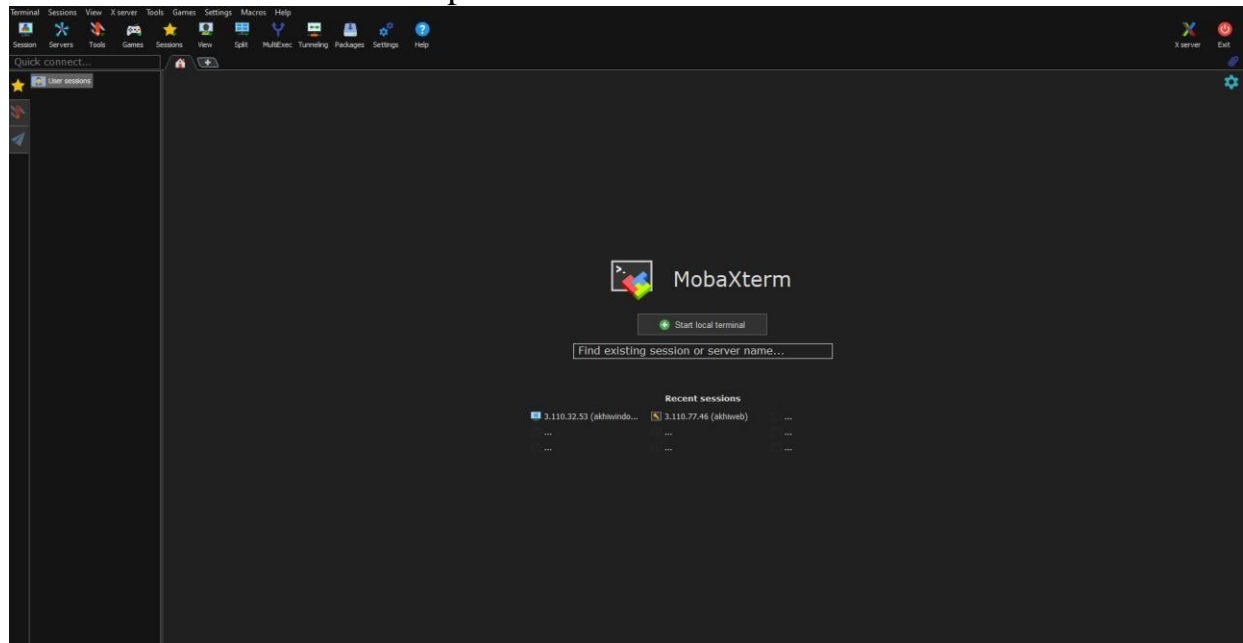 Terminal Sessions View X server Tools Games Settings Macros Help
Session Servers Tools Games Sessions View Split MultiExec Tunneling Packages Settings Help X server Exit
Quick connect...
User sessions
MobaXterm
Start local terminal
Find existing session or server name...
Recent sessions
3.110.32.53 (akhiwindo... 3.110.77.46 (akhiweb) ...
... ... ...
... ... ...